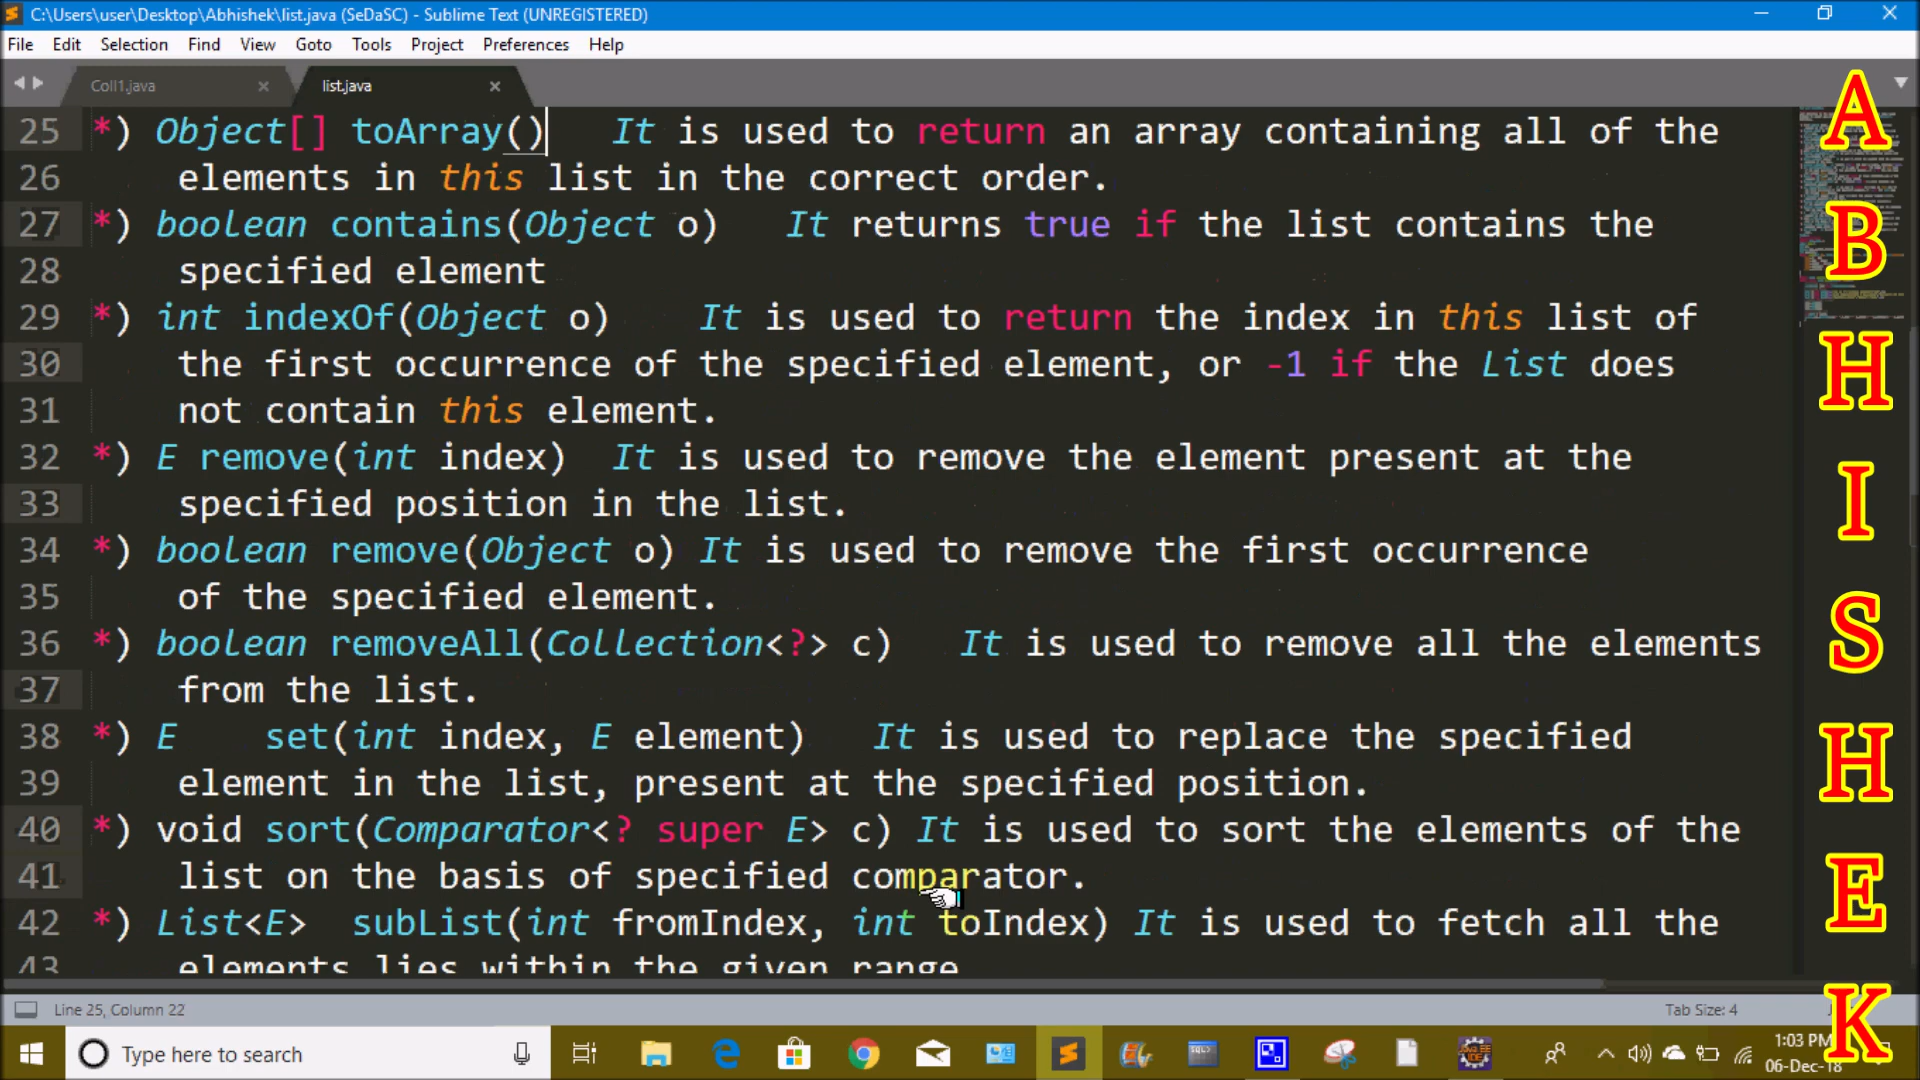 C:\Users\user\Desktop\Abhishek\list.java (SeDaSC) - Sublime Text (UNREGISTERED)
File Edit Selection Find View Goto Tools Project Preferences Help
Coll1.java list.java
25 *) Object[] toArray() It is used to return an array containing all of the
26 elements in this list in the correct order.
27 *) boolean contains(Object o) It returns true if the list contains the
28 specified element
29 *) int indexOf(Object o) It is used to return the index in this list of
30 the first occurrence of the specified element, or -1 if the List does
31 not contain this element.
32 *) E remove(int index) It is used to remove the element present at the
33 specified position in the list.
34 *) boolean remove(Object o) It is used to remove the first occurrence
35 of the specified element.
36 *) boolean removeAll(Collection<?> c) It is used to remove all the elements
37 from the list.
38 *) E set(int index, E element) It is used to replace the specified
39 element in the list, present at the specified position.
40 *) void sort(Comparator<? super E> c) It is used to sort the elements of the
41 list on the basis of specified comparator.
42 *) List<E> subList(int fromIndex, int toIndex) It is used to fetch all the
43 elements lies within the given range
A
B
H
I
S
H
E
K
Line 25, Column 22 Tab Size: 4
Type here to search
1:03 PM
06-Dec-18